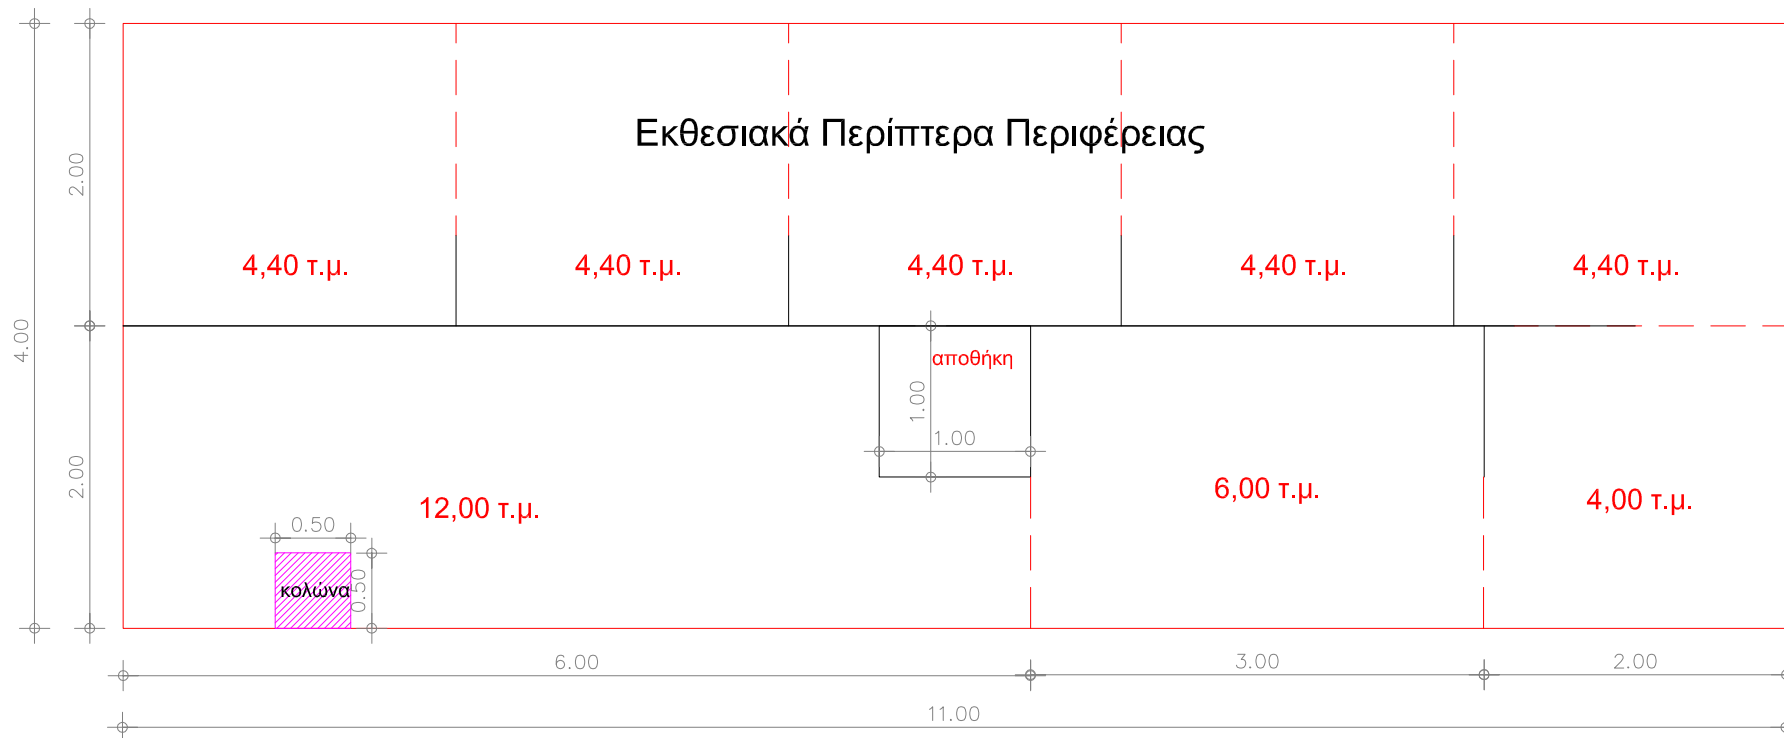 Εκθεσιακά Περίπτερα Περιφέρειας
2.00
4.00
4,40 τ.μ.
4,40 τ.μ.
4,40 τ.μ.
4,40 τ.μ.
4,40 τ.μ.
αποθήκη
1.00
1.00
2.00
12,00 τ.μ.
6,00 τ.μ.
4,00 τ.μ.
0.50
κολώνα
0.50
6.00
3.00
2.00
11.00